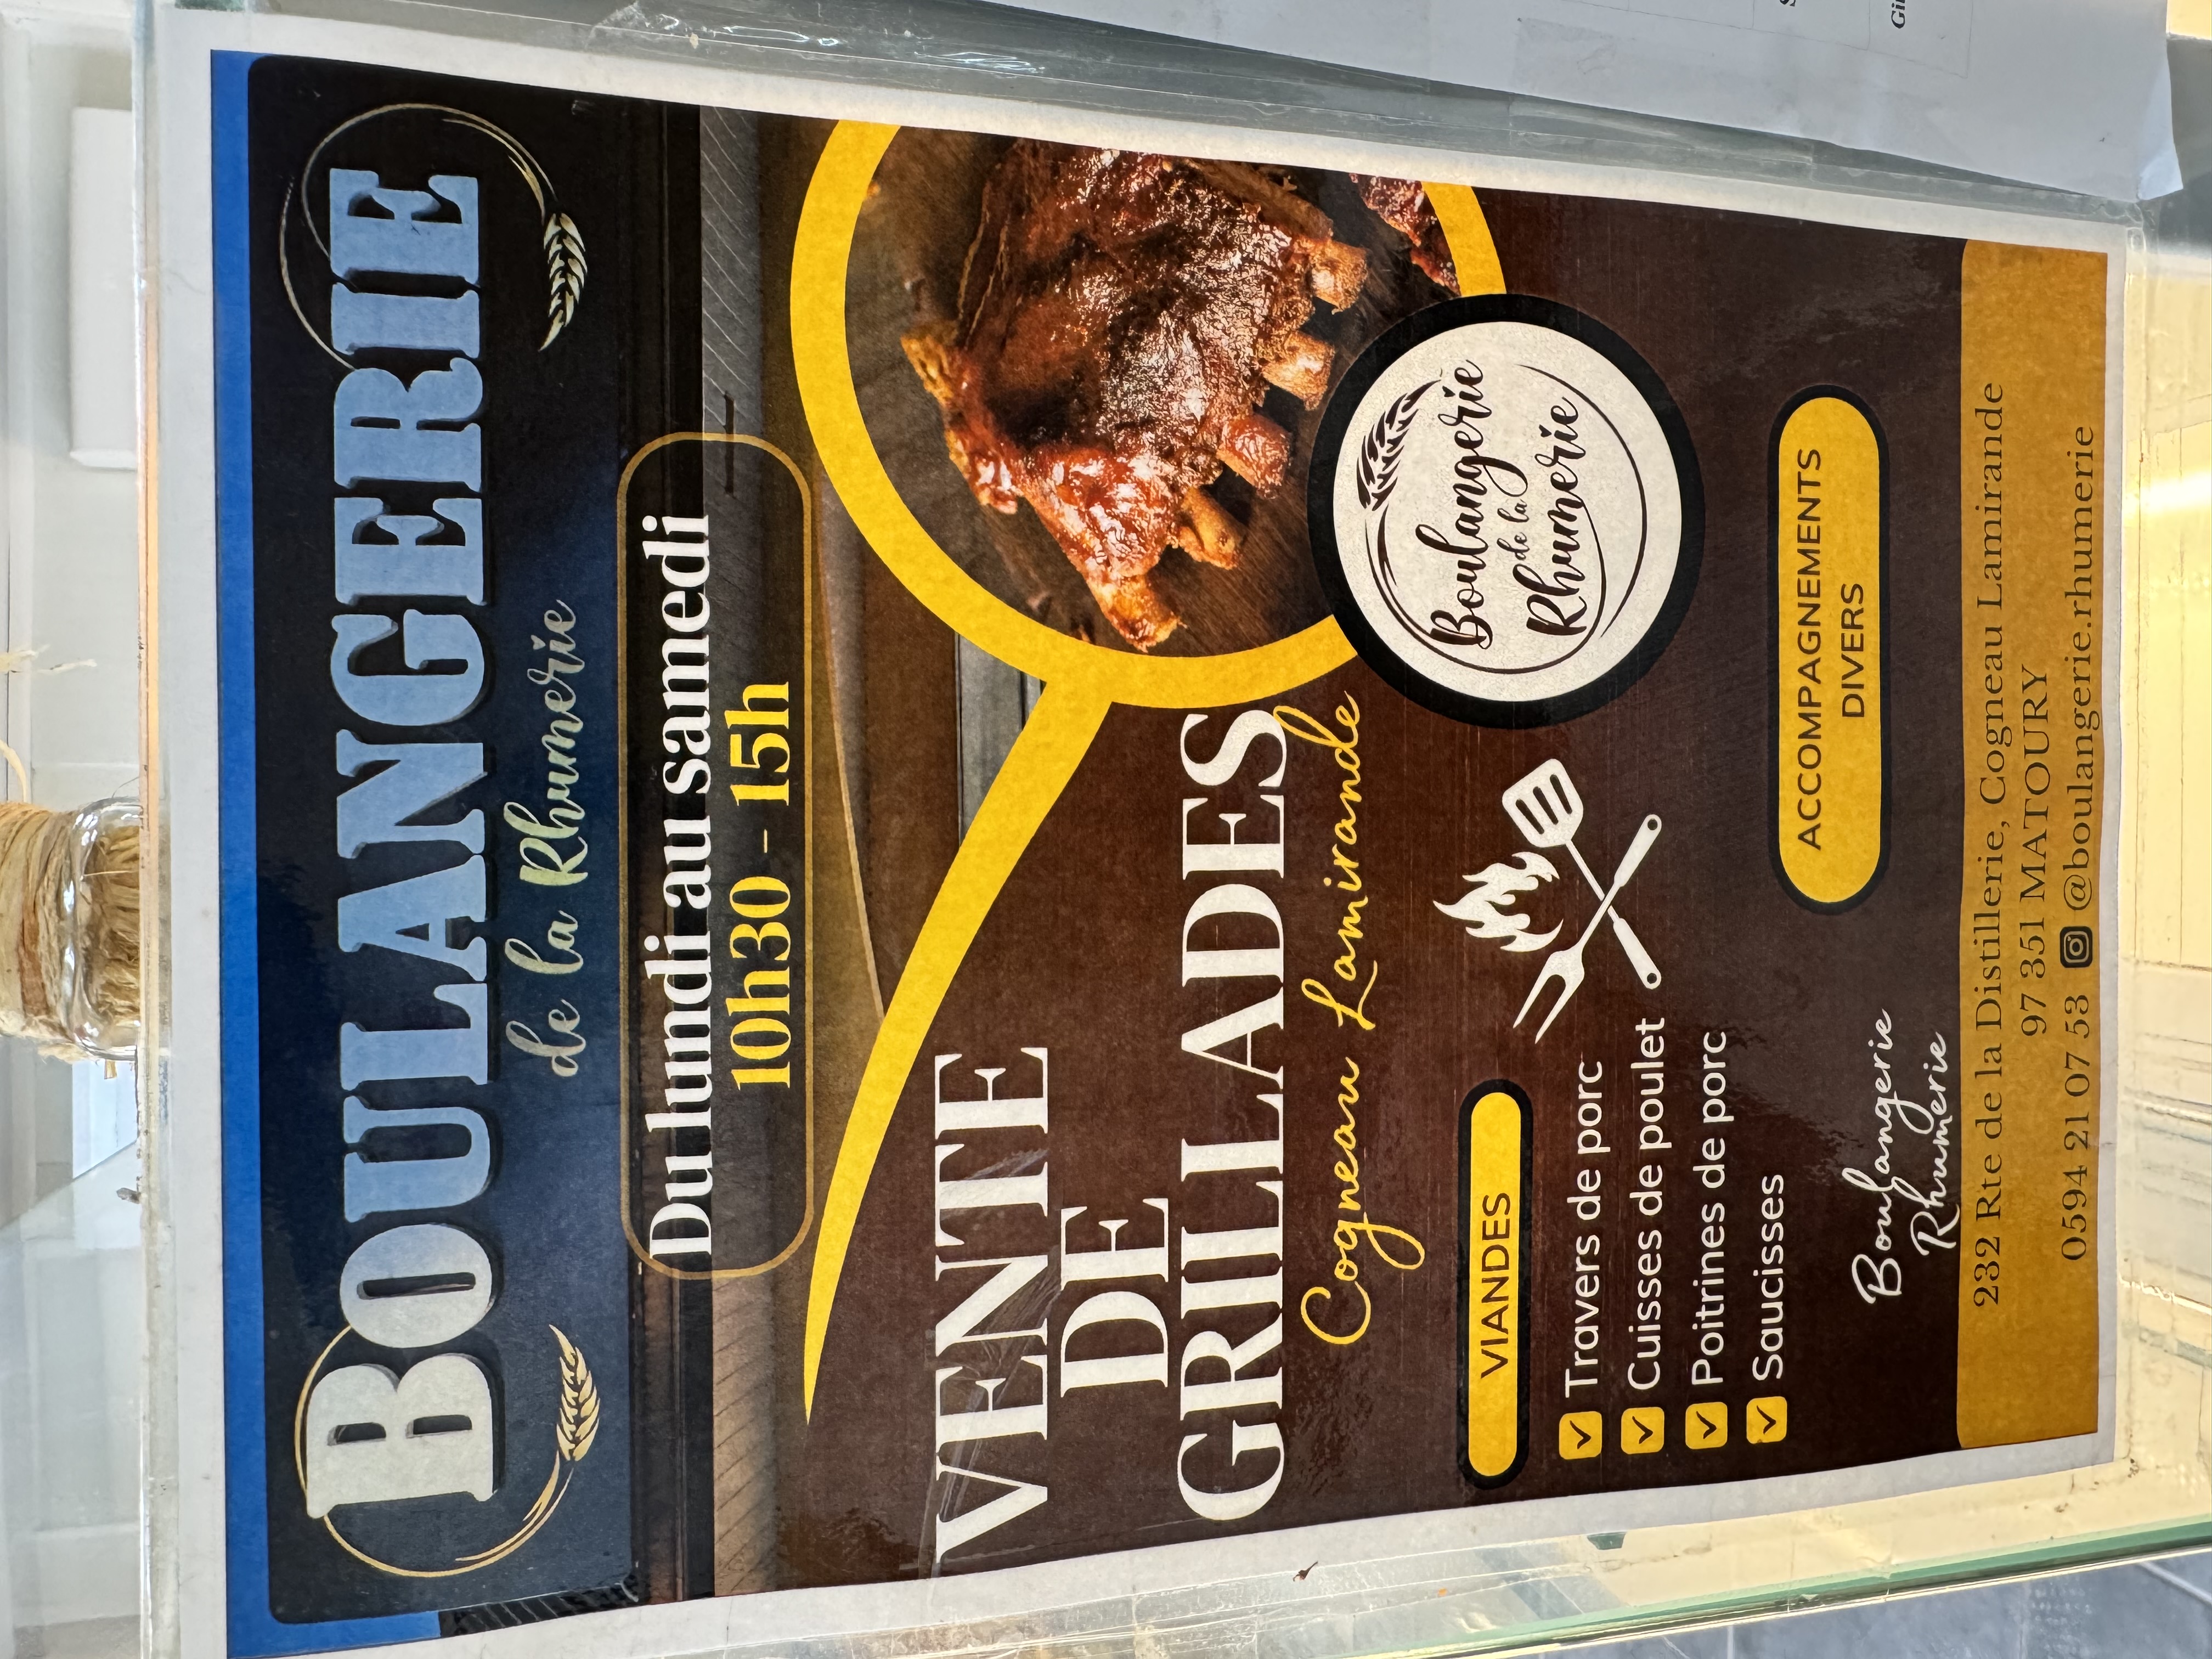 BOULANGERIE
de la Rhumerie
Du lundi au samedi
10h30 - 15h
VENTE
DE
GRILLADES
Cogneau Lamirande
Boulangerie
de la
Rhumerie
VIANDES
Travers de porc
Cuisses de poulet
Poitrines de porc
Saucisses
ACCOMPAGNEMENTS
DIVERS
Boulangerie
Rhumerie
232 Rte de la Distillerie, Cogneau Lamirande
97 351 MATOURY
0594 21 07 53 @boulangerie.rhumerie